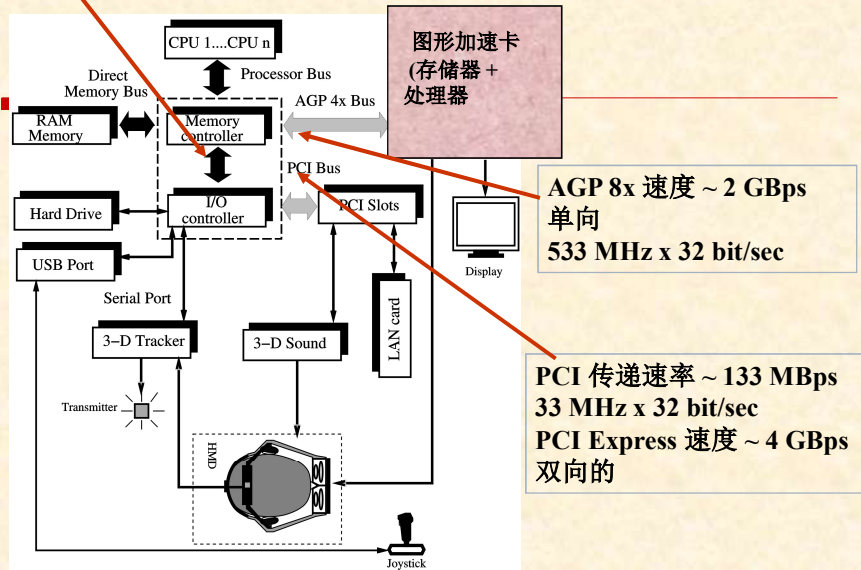 CPU 1....CPU n
图形加速卡
(存储器 +
处理器
Direct
Memory Bus
Processor Bus
AGP 4x Bus
RAM
Memory
Memory
controller
PCI Bus
AGP 8x 速度 ~ 2 GBps
单向
533 MHz x 32 bit/sec
Hard Drive
I/O
controller
PCI Slots
USB Port
Display
Serial Port
3-D Tracker
3-D Sound
LAN card
PCI 传递速率 ~ 133 MBps
33 MHz x 32 bit/sec
PCI Express 速度 ~ 4 GBps
双向的
Transmitter
HMD
Joystick